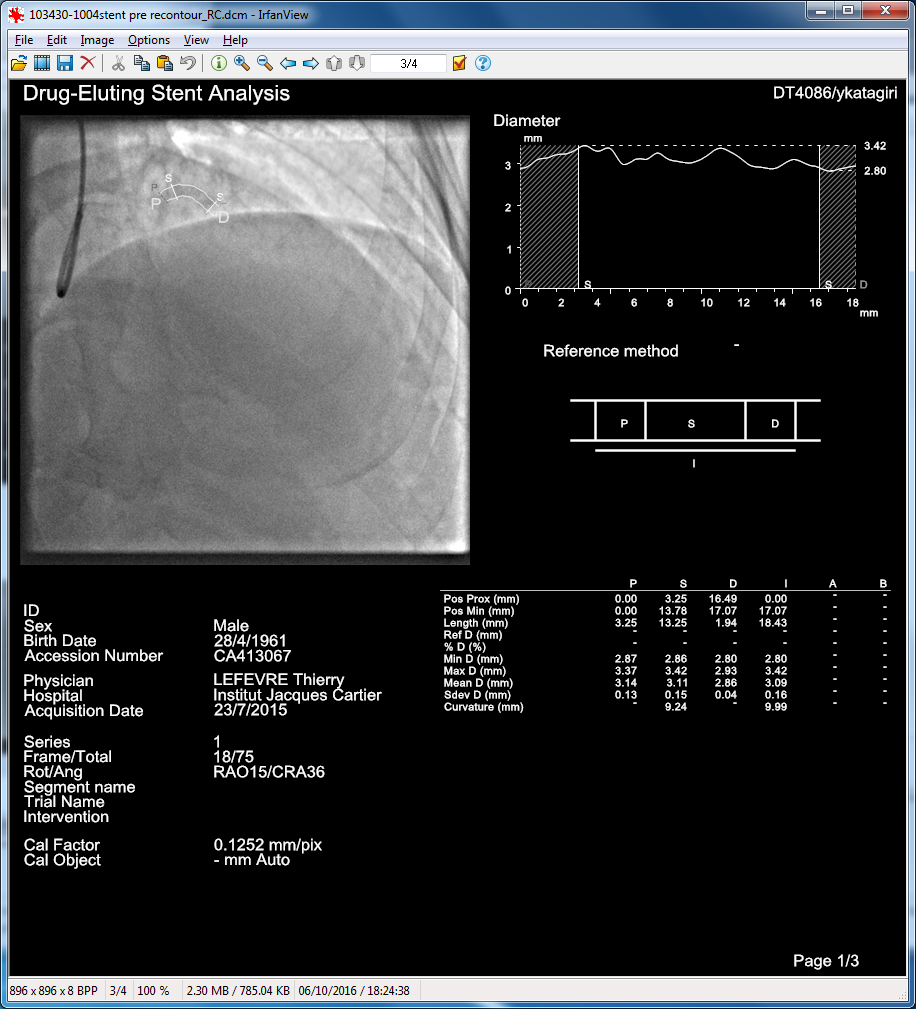 103430-1004stent pre recontour_RC.dcm - IrfanView
File Edit Image Options View Help
3/4
Drug-Eluting Stent Analysis
DT4086/ykatagiri
P S
P S
D
Diameter
mm
3.42
3
2.80
2
1
0
S S D
0 2 4 6 8 10 12 14 16 18
mm
Reference method -
P S D
I
P S D I A B
Pos Prox (mm) 0.00 3.25 16.49 0.00 - -
Pos Min (mm) 0.00 13.78 17.07 17.07 - -
Length (mm) 3.25 13.25 1.94 18.43 - -
Ref D (mm) - - - - - -
% D (%) - - - - - -
Min D (mm) 2.87 2.86 2.80 2.80 - -
Max D (mm) 3.37 3.42 2.93 3.42 - -
Mean D (mm) 3.14 3.11 2.86 3.09 - -
Sdev D (mm) 0.13 0.15 0.04 0.16 - -
Curvature (mm) - 9.24 - 9.99 - -
ID
Sex Male
Birth Date 28/4/1961
Accession Number CA413067
Physician LEFEVRE Thierry
Hospital Institut Jacques Cartier
Acquisition Date 23/7/2015
Series 1
Frame/Total 18/75
Rot/Ang RAO15/CRA36
Segment name
Trial Name
Intervention
Cal Factor 0.1252 mm/pix
Cal Object - mm Auto
Page 1/3
896 x 896 x 8 BPP 3/4 100 % 2.30 MB / 785.04 KB 06/10/2016 / 18:24:38